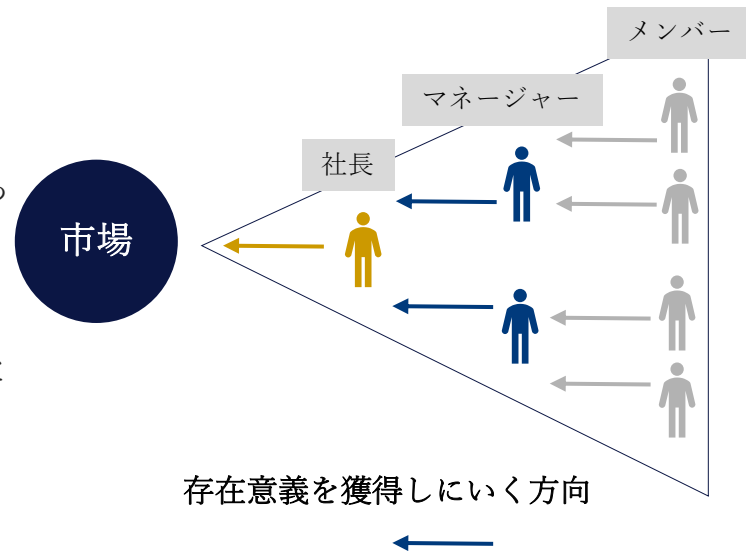 メンバー
マネージャー
社長
市場
存在意義を獲得しにいく方向